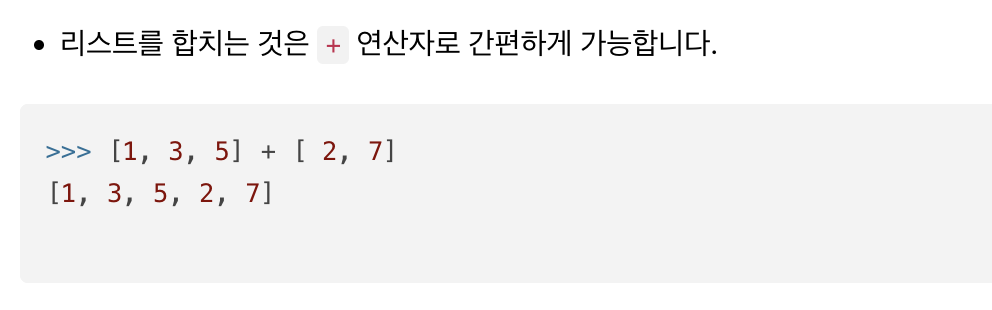 • 리스트를 합치는 것은 + 연산자로 간편하게 가능합니다.
>>> [1, 3, 5] + [ 2, 7]
[1, 3, 5, 2, 7]